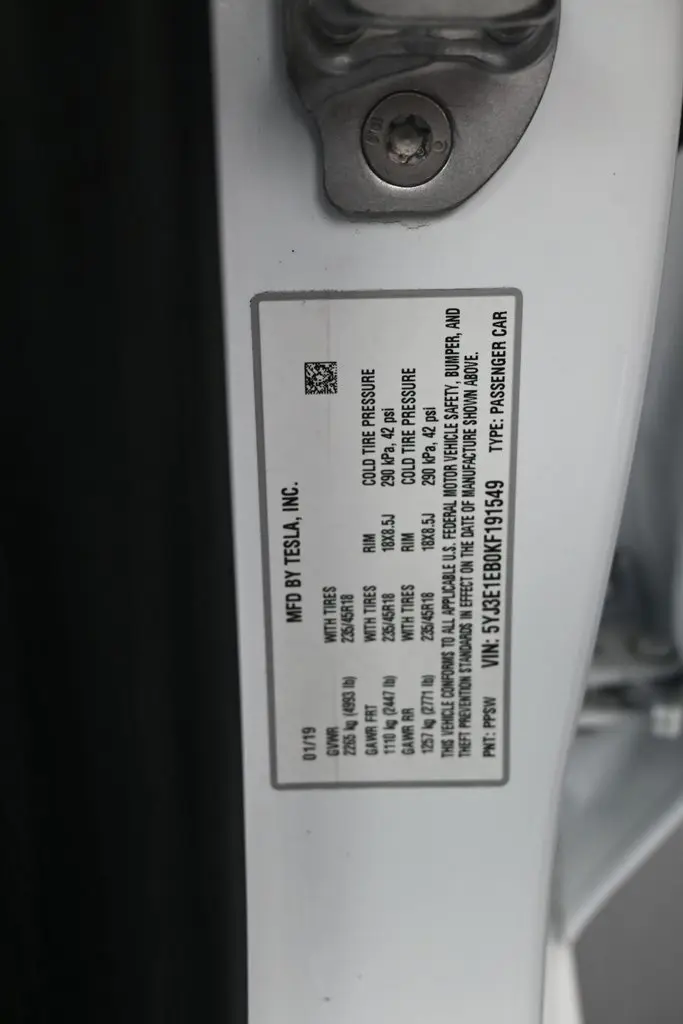 MFD BY TESLA, INC.
01/19
GVWR WITH TIRES
2265 kg (4993 lb) 235/45R18
GAWR FRT WITH TIRES RIM COLD TIRE PRESSURE
1110 kg (2447 lb) 235/45R18 18X8.5J 290 kPa, 42 psi
GAWR RR WITH TIRES RIM COLD TIRE PRESSURE
1257 kg (2771 lb) 235/45R18 18X8.5J 290 kPa, 42 psi
THIS VEHICLE CONFORMS TO ALL APPLICABLE U.S. FEDERAL MOTOR VEHICLE SAFETY, BUMPER, AND
THEFT PREVENTION STANDARDS IN EFFECT ON THE DATE OF MANUFACTURE SHOWN ABOVE.
PNT: PPSW VIN: 5YJ3E1EB0KF191549 TYPE: PASSENGER CAR